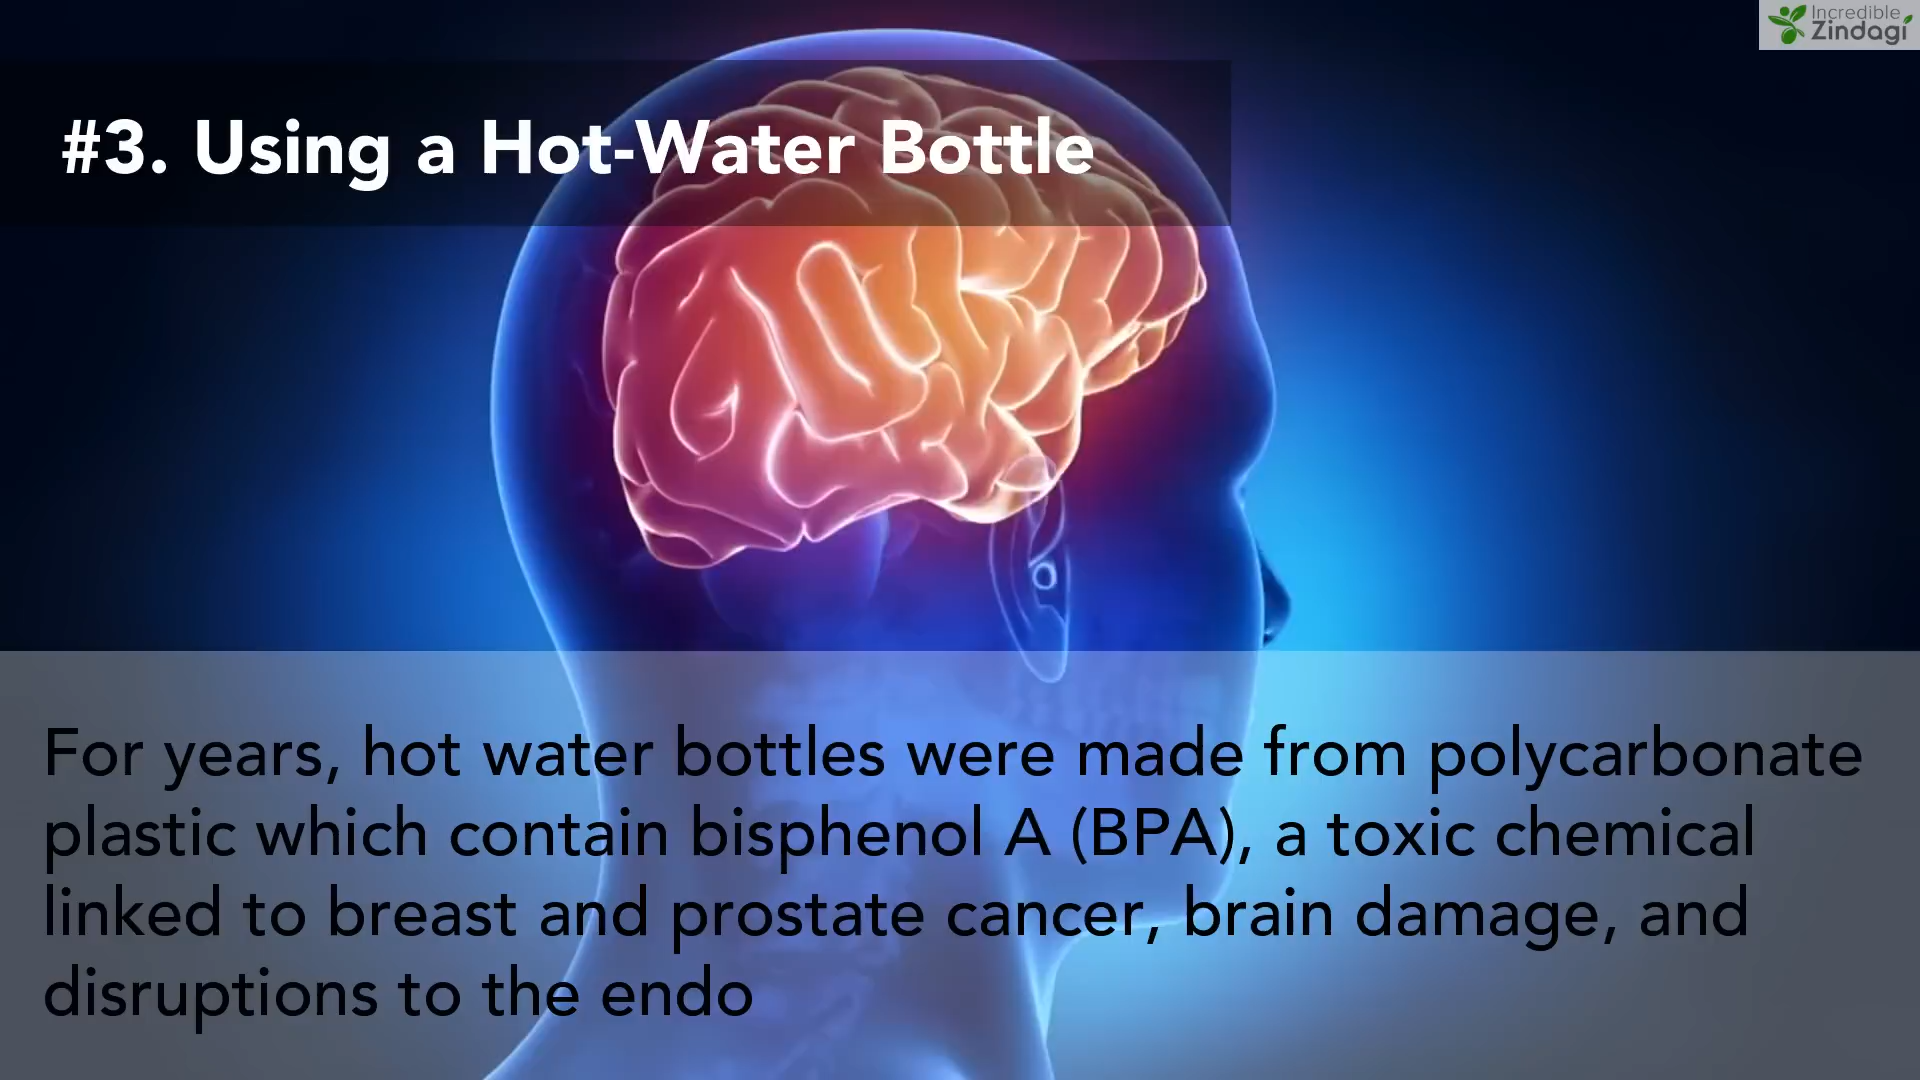 Incredible
Zindagi
#3. Using a Hot-Water Bottle
For years, hot water bottles were made from polycarbonate
plastic which contain bisphenol A (BPA), a toxic chemical
linked to breast and prostate cancer, brain damage, and
disruptions to the endo